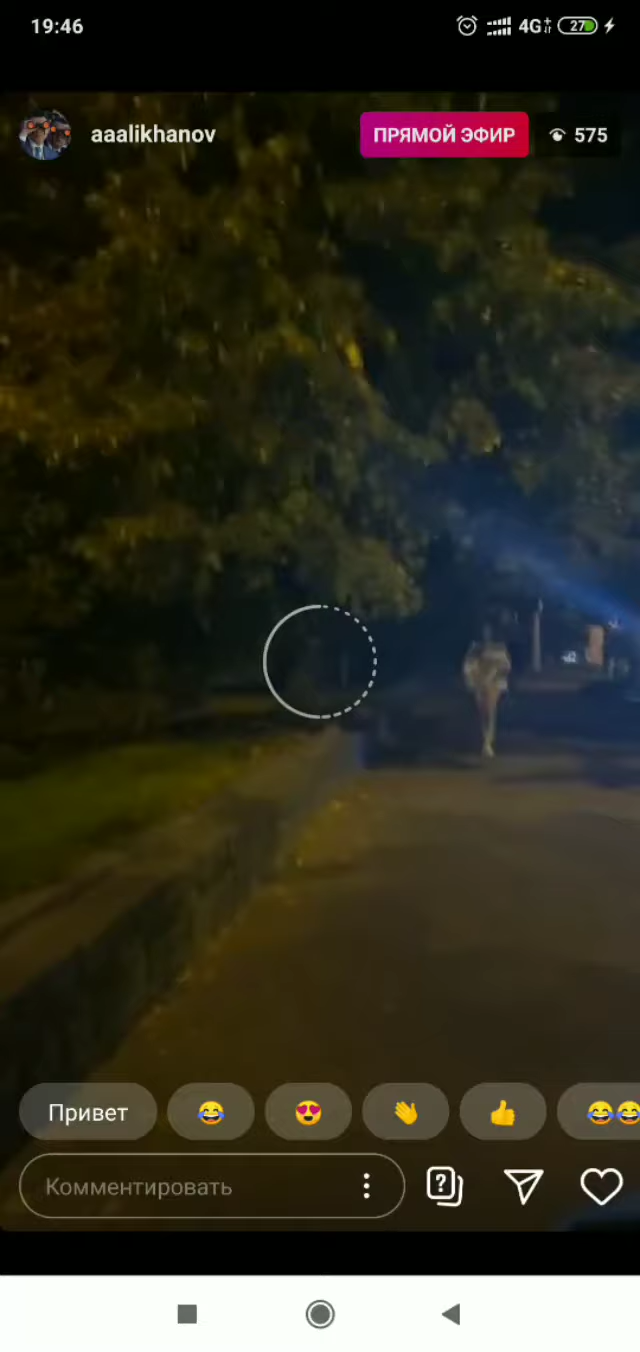 19:46
4G 27
aaalikhanov
ПРЯМОЙ ЭФИР
575
Привет
Комментировать